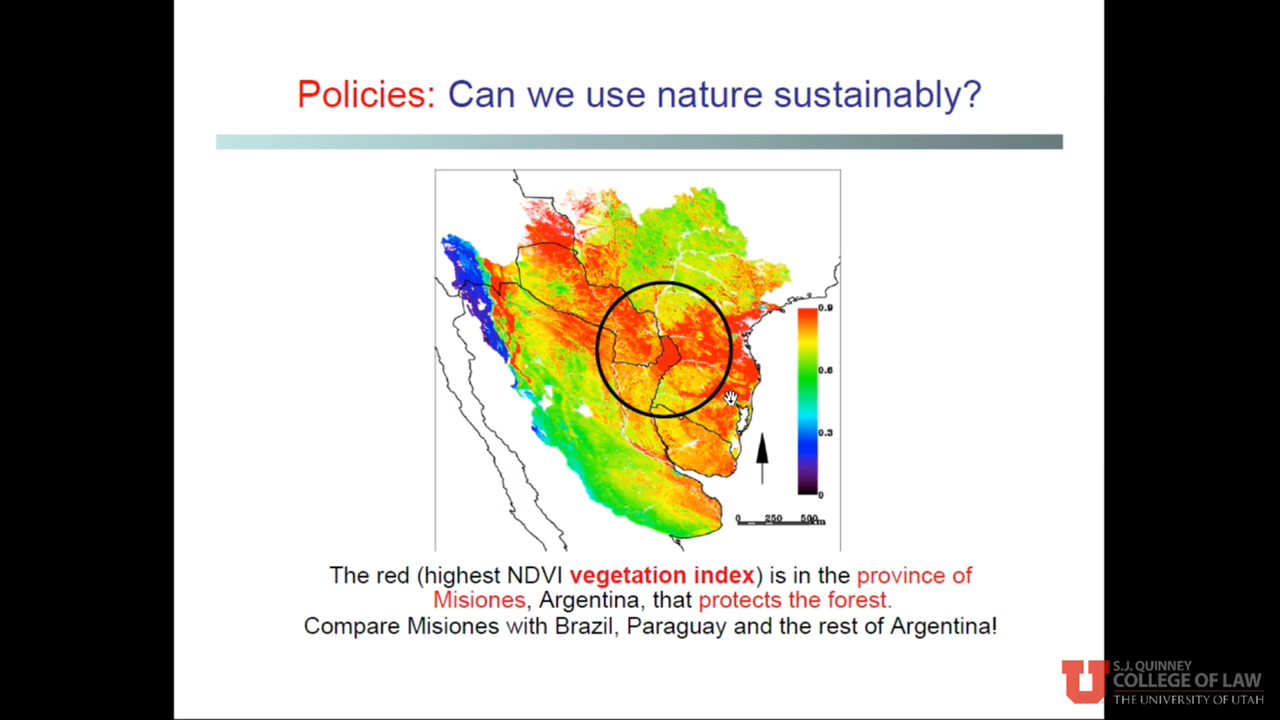 Policies: Can we use nature sustainably?
0.9
0.6
0.3
0
0 250 500
The red (highest NDVI vegetation index) is in the province of
Misiones, Argentina, that protects the forest.
Compare Misiones with Brazil, Paraguay and the rest of Argentina!
S.J. QUINNEY
COLLEGE OF LAW
THE UNIVERSITY OF UTAH